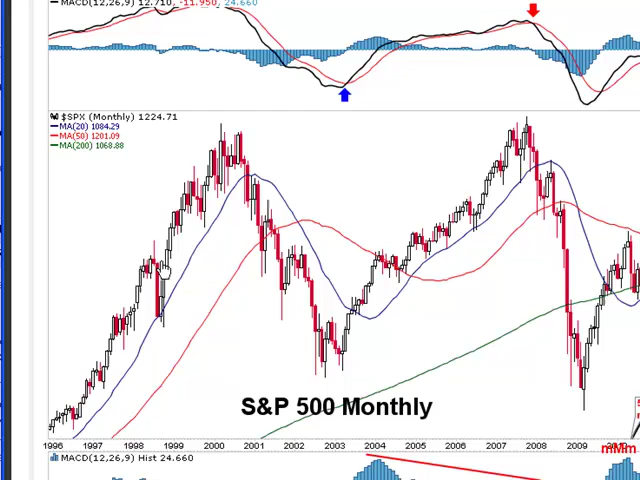 MACD(12,26,9) 12.710, -11.950, 24.660
$SPX (Monthly) 1224.71
MA(20) 1084.29
MA(50) 1201.09
MA(200) 1068.88
S&P 500 Monthly
1996 1997 1998 1999 2000 2001 2002 2003 2004 2005 2006 2007 2008 2009
mMm
MACD(12,26,9) Hist 24.660